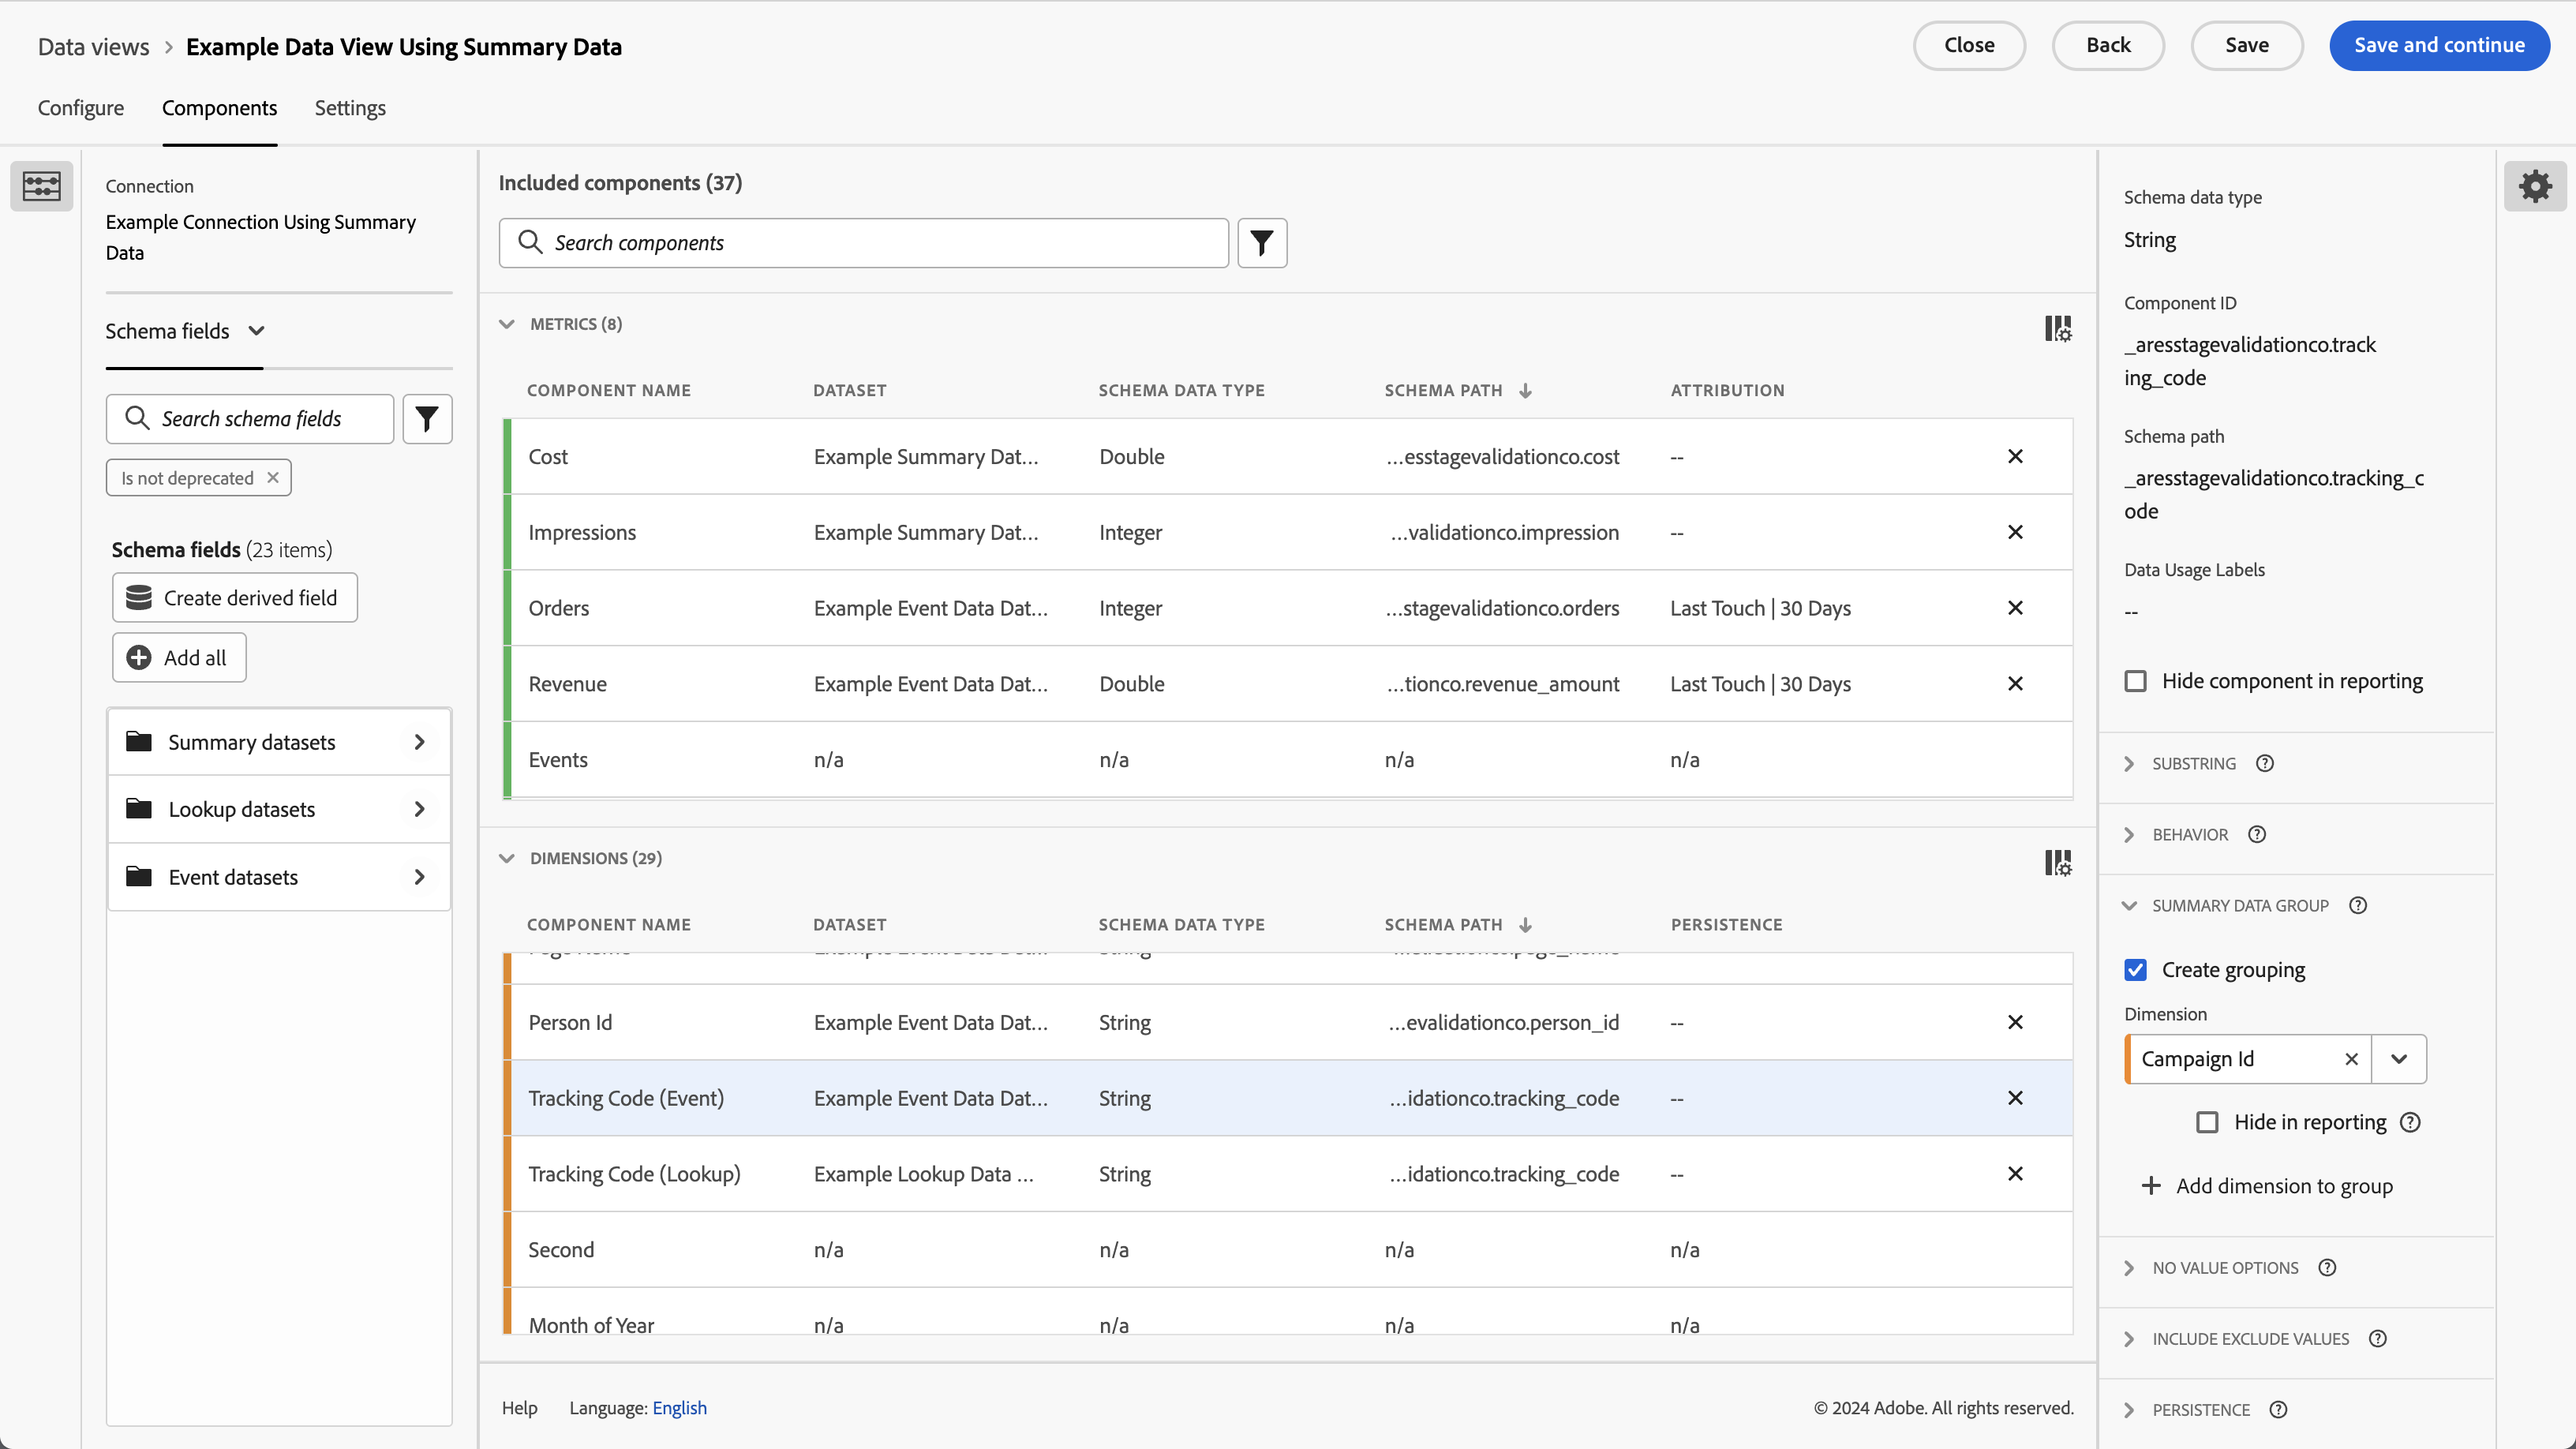 Data views > Example Data View Using Summary Data
Close
Back
Save
Save and continue
Configure
Components
Settings
Connection
Example Connection Using Summary
Data
Schema fields
Search schema fields
Is not deprecated
Schema fields (23 items)
Create derived field
Add all
Summary datasets
Lookup datasets
Event datasets
Included components (37)
Search components
METRICS (8)
COMPONENT NAME DATASET SCHEMA DATA TYPE SCHEMA PATH ATTRIBUTION
Cost Example Summary Dat... Double ...esstagevalidationco.cost --
Impressions Example Summary Dat... Integer ...validationco.impression --
Orders Example Event Data Dat... Integer ...stagevalidationco.orders Last Touch | 30 Days
Revenue Example Event Data Dat... Double ...tionco.revenue_amount Last Touch | 30 Days
Events n/a n/a n/a n/a
DIMENSIONS (29)
COMPONENT NAME DATASET SCHEMA DATA TYPE SCHEMA PATH PERSISTENCE
Person Id Example Event Data Dat... String ...evalidationco.person_id --
Tracking Code (Event) Example Event Data Dat... String ...idationco.tracking_code --
Tracking Code (Lookup) Example Lookup Data ... String ...idationco.tracking_code --
Second n/a n/a n/a n/a
Month of Year n/a n/a n/a n/a
Help Language: English © 2024 Adobe. All rights reserved.
Schema data type
String
Component ID
_aresstagevalidationco.track
ing_code
Schema path
_aresstagevalidationco.tracking_c
ode
Data Usage Labels
--
Hide component in reporting
SUBSTRING
BEHAVIOR
SUMMARY DATA GROUP
Create grouping
Dimension
Campaign Id
Hide in reporting
Add dimension to group
NO VALUE OPTIONS
INCLUDE EXCLUDE VALUES
PERSISTENCE